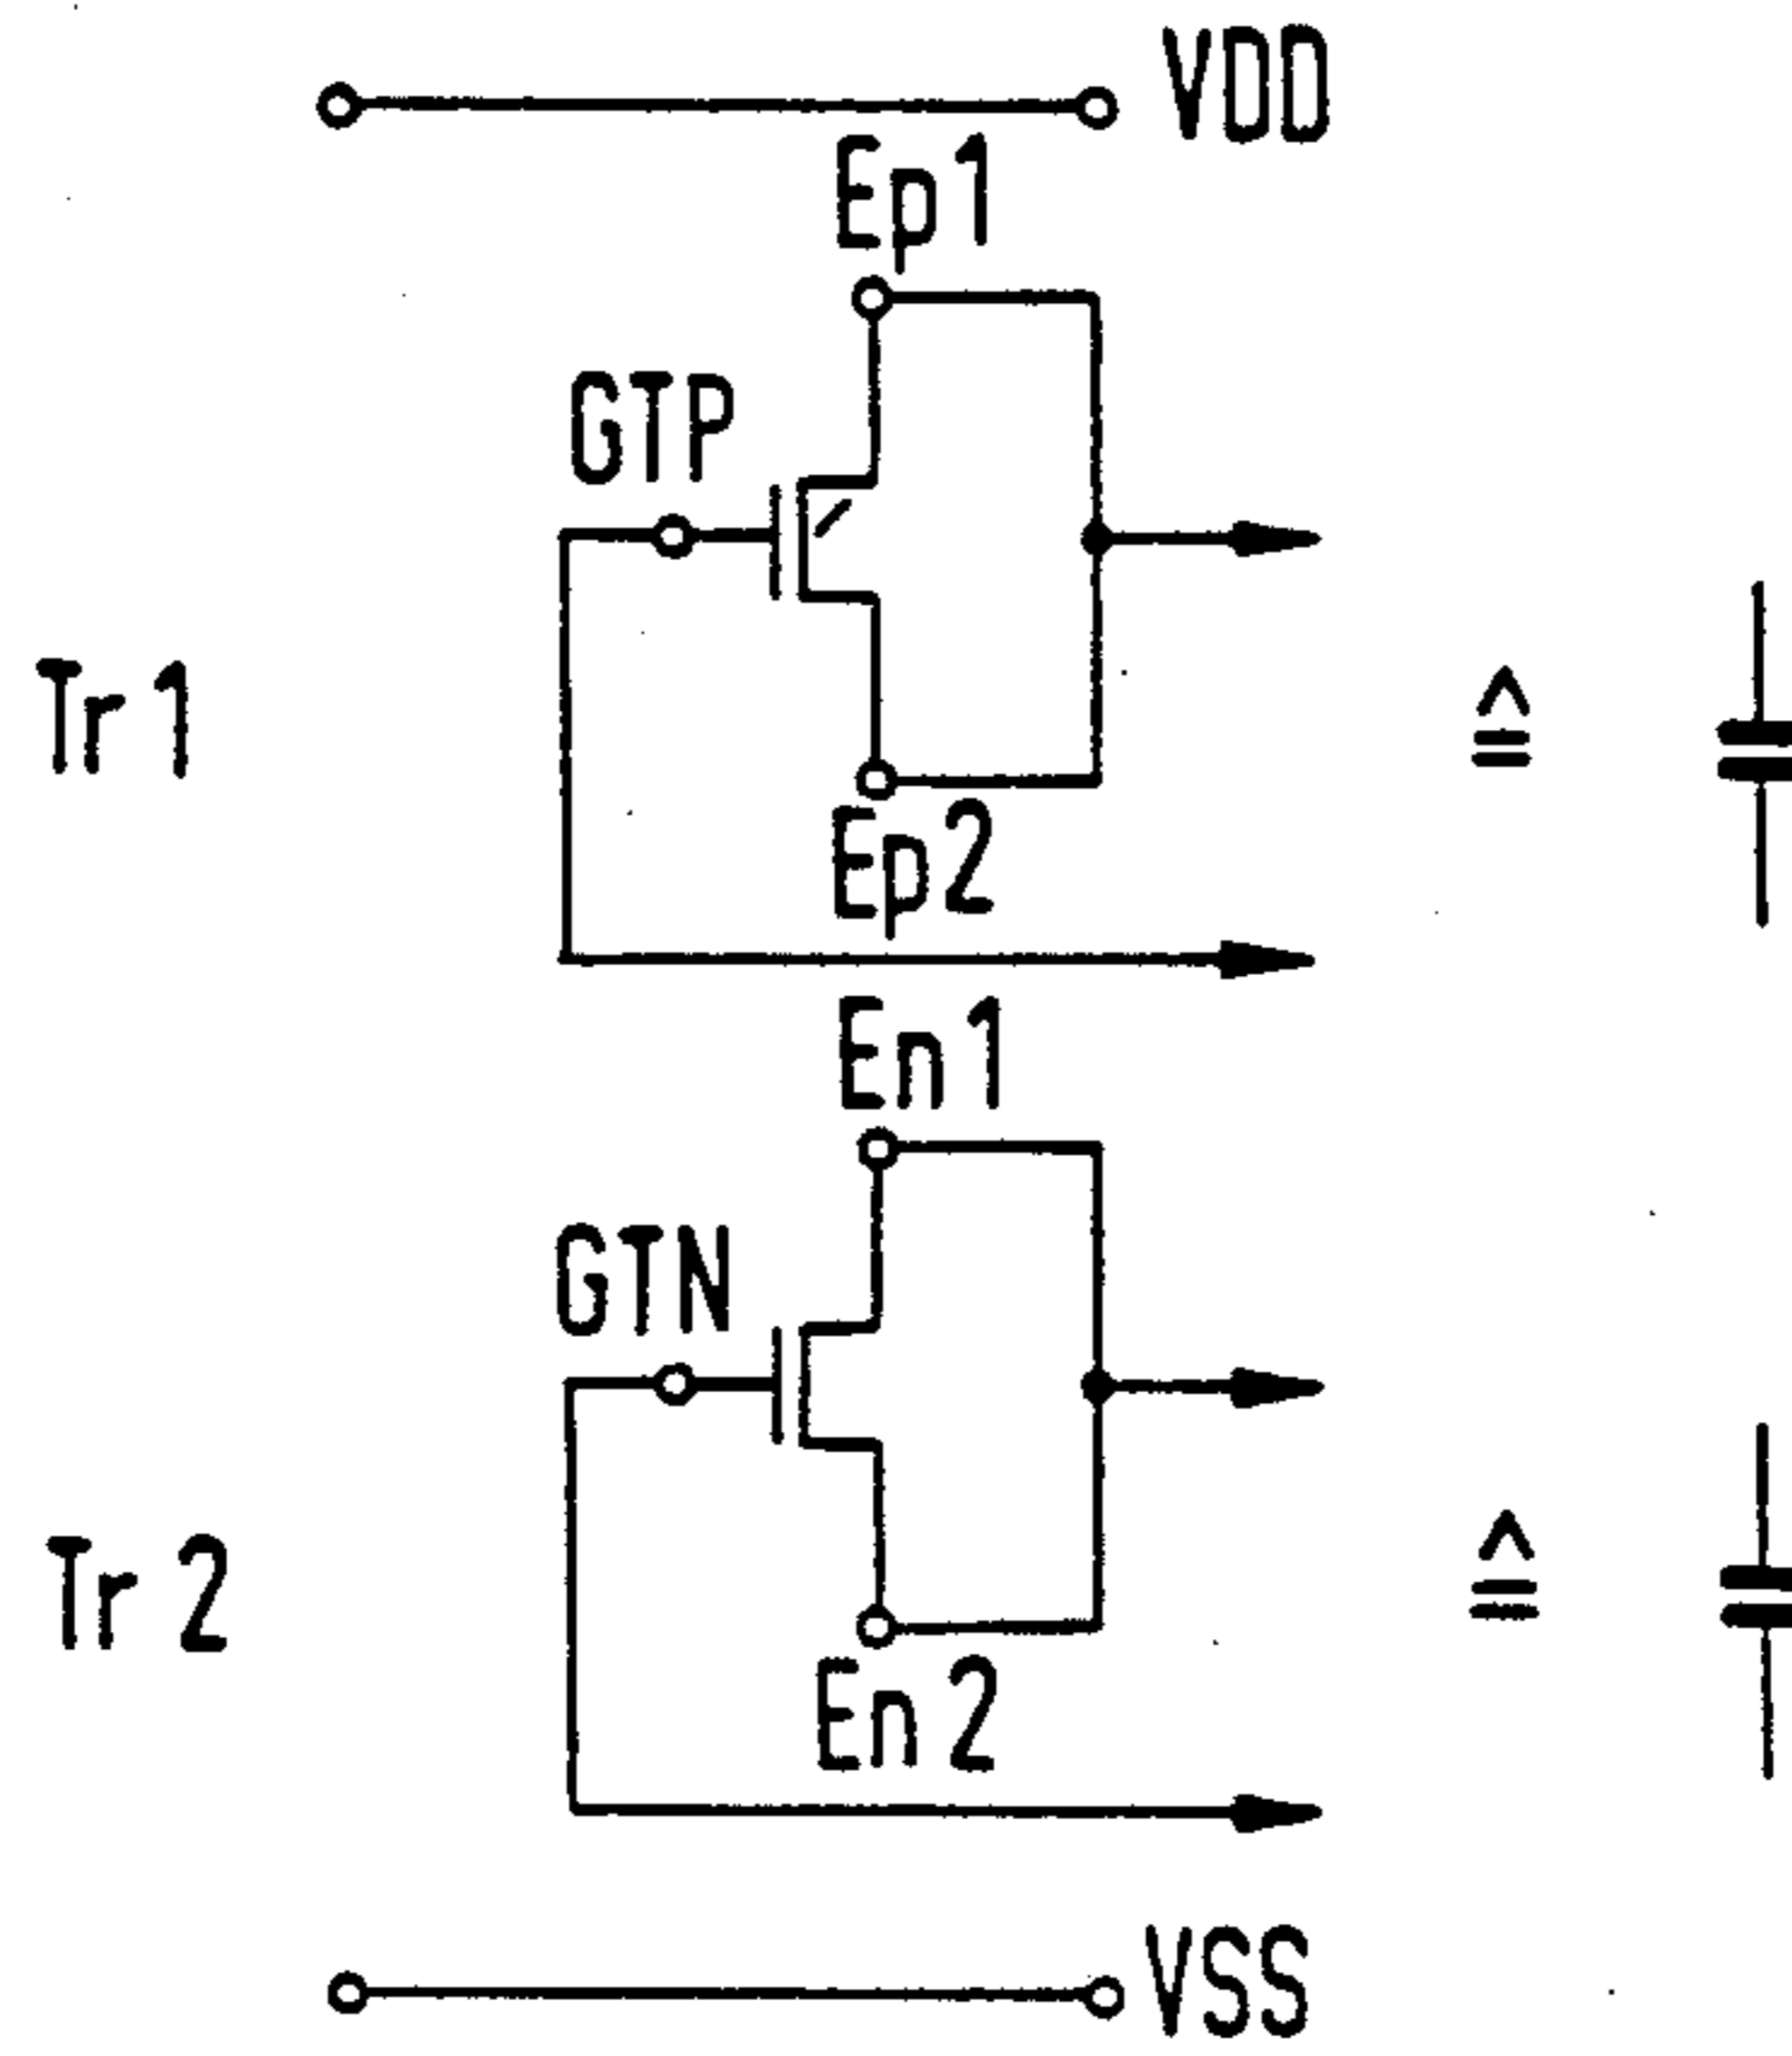 VDD
Ep1
GTP
Tr1
≙
Ep2
En1
GTN
Tr2
≙
En2
VSS